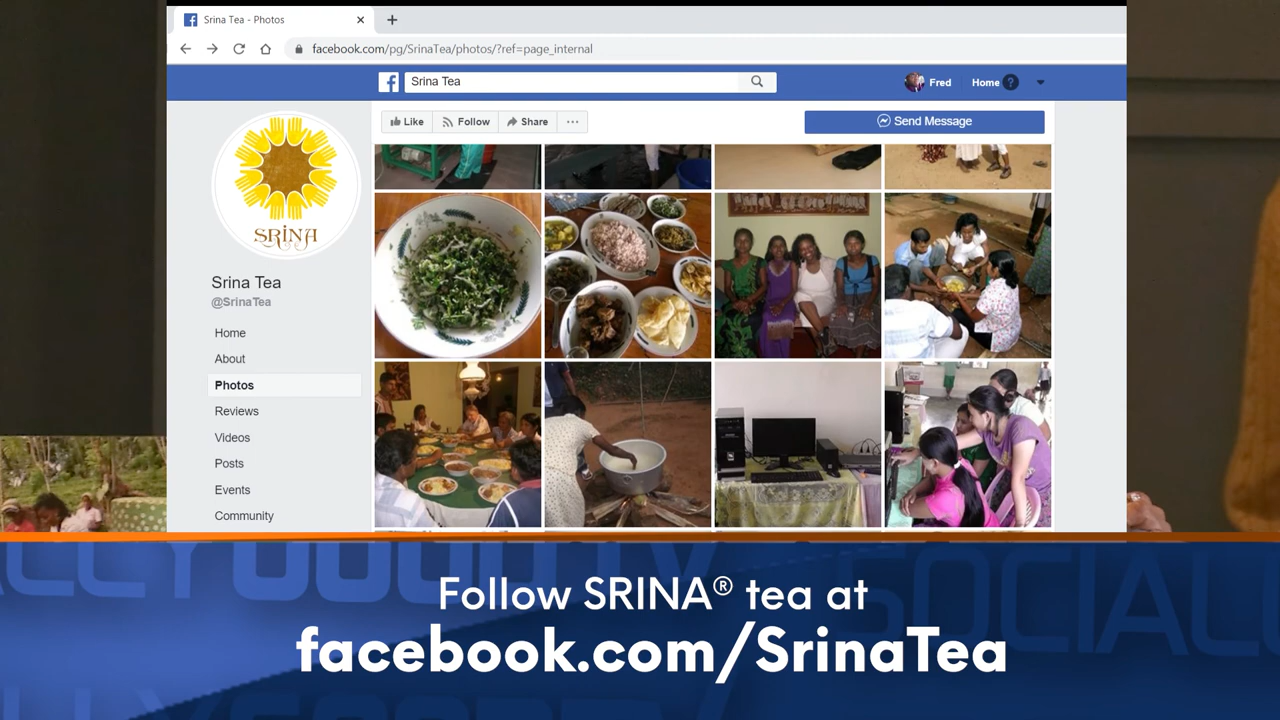 Srina Tea - Photos
facebook.com/pg/SrinaTea/photos/?ref=page_internal
Srina Tea
Fred
Home
?
Like
Follow
Share
Send Message
SRINA
Srina Tea
@SrinaTea
Home
About
Photos
Reviews
Videos
Posts
Events
Community
Follow SRINA® tea at
facebook.com/SrinaTea
SOCIAL